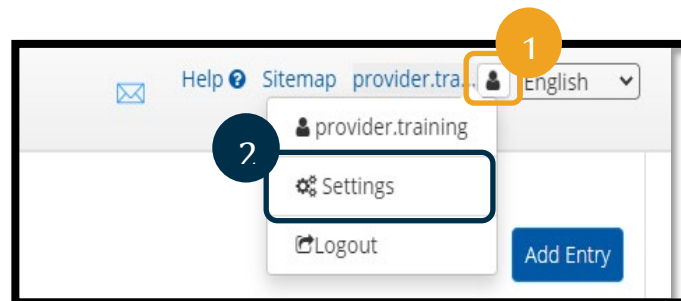 1
Help Sitemap provider.tra... English
provider.training
2
Settings
Logout
Add Entry